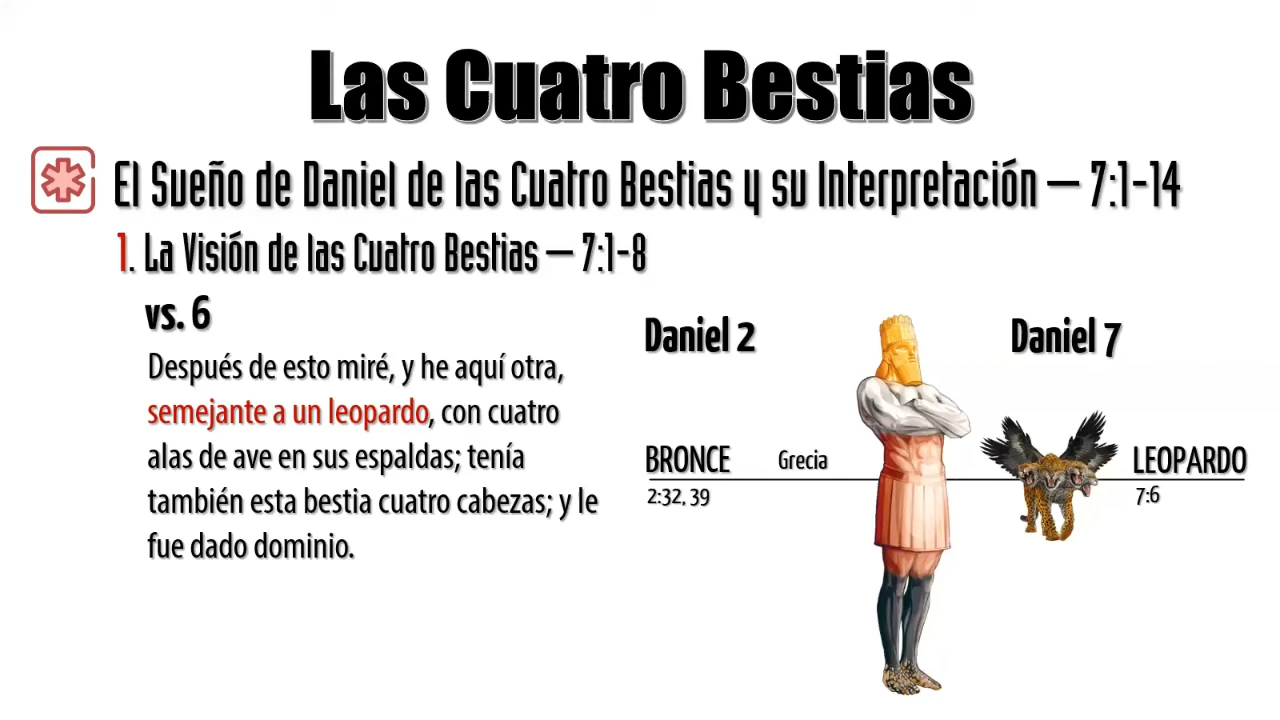 Las Cuatro Bestias
El Sueño de Daniel de las Cuatro Bestias y su Interpretación — 7:1-14
1. La Visión de las Cuatro Bestias — 7:1-8
vs. 6
Después de esto miré, y he aquí otra,
semejante a un leopardo, con cuatro
alas de ave en sus espaldas; tenía
también esta bestia cuatro cabezas; y le
fue dado dominio.
Daniel 2
Daniel 7
BRONCE
Grecia
LEOPARDO
2:32, 39
7:6